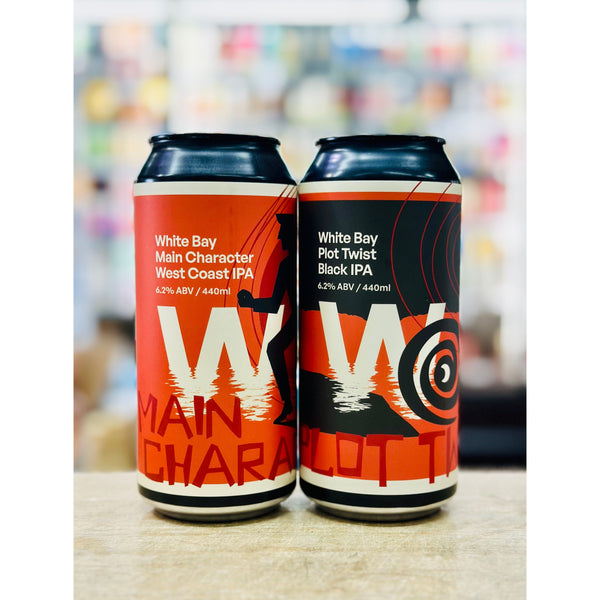 White Bay
Main Character
West Coast IPA
6.2% ABV / 440ml
W
MAIN
CHARA
White Bay
Plot Twist
Black IPA
6.2% ABV / 440ml
W
PLOT TW